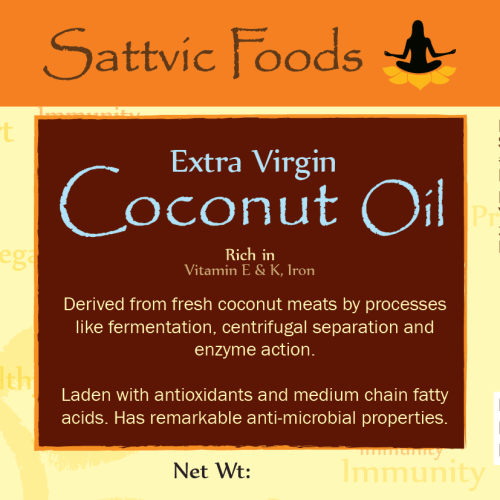 Sattvic Foods
Immunity
Extra Virgin
Coconut Oil
Rich in
Vitamin E & K, Iron
Derived from fresh coconut meats by processes
like fermentation, centrifugal separation and
enzyme action.
Laden with antioxidants and medium chain fatty
acids. Has remarkable anti-microbial properties.
Immunity
Immunity
Net Wt: